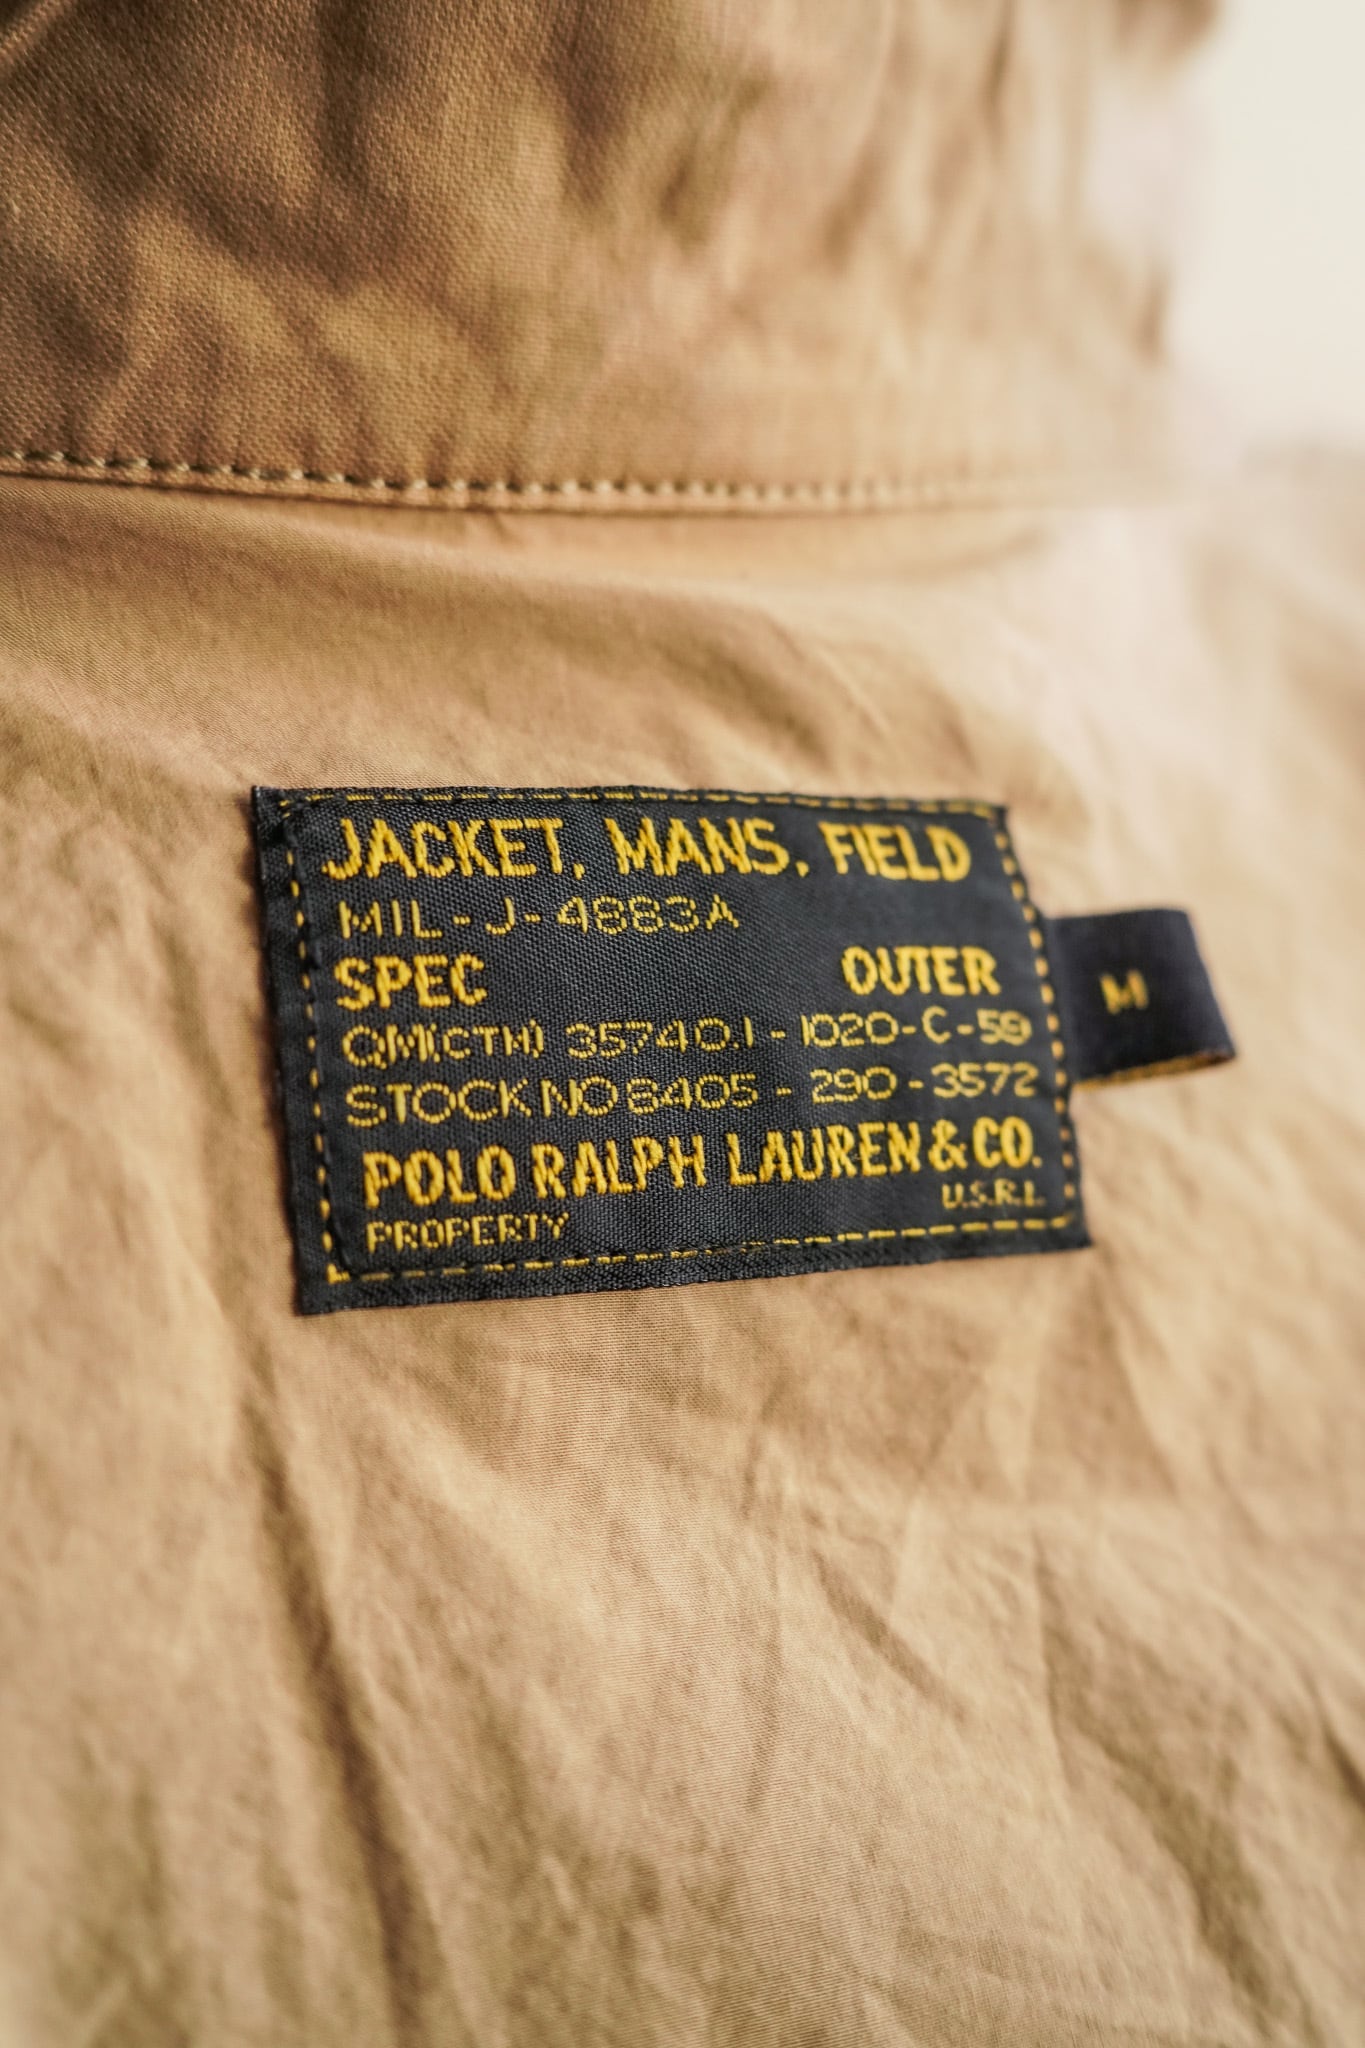 JACKET, MANS, FIELD
MIL-J-4883A
SPEC OUTER
QM(CTM) 35740.1-1020-C-59
STOCK NO 8405-290-3572
POLO RALPH LAUREN & CO.
U.S.R.L.
PROPERTY
M